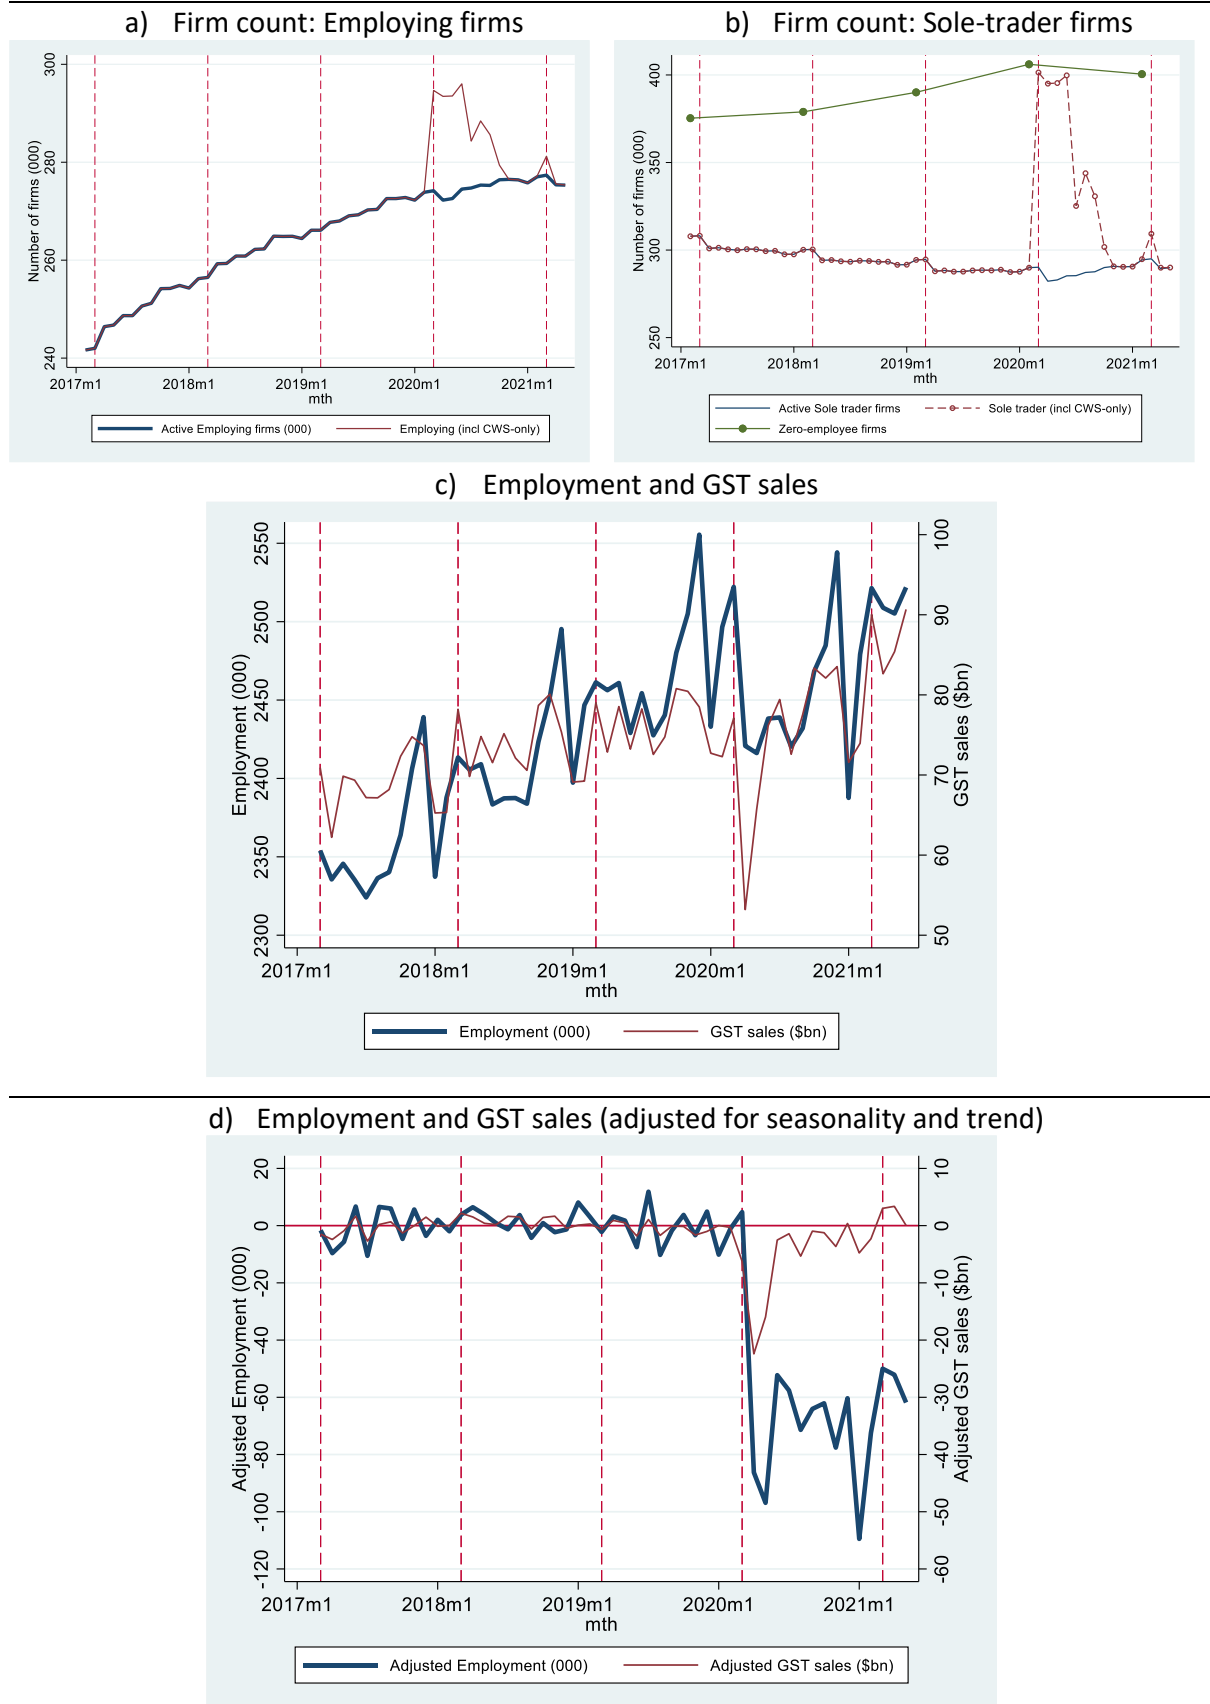 a) Firm count: Employing firms
Number of firms (000)
300
280
260
240
2017m1 2018m1 2019m1 2020m1 2021m1
mth
Active Employing firms (000) Employing (incl CWS-only)
b) Firm count: Sole-trader firms
Number of firms (000)
400
350
300
250
2017m1 2018m1 2019m1 2020m1 2021m1
mth
Active Sole trader firms Sole trader (incl CWS-only)
Zero-employee firms
c) Employment and GST sales
Employment (000)
2550
2500
2450
2400
2350
2300
GST sales ($bn)
100
90
80
70
60
50
2017m1 2018m1 2019m1 2020m1 2021m1
mth
Employment (000) GST sales ($bn)
d) Employment and GST sales (adjusted for seasonality and trend)
Adjusted Employment (000)
20
0
-20
-40
-60
-80
-100
-120
Adjusted GST sales ($bn)
10
0
-10
-20
-30
-40
-50
-60
2017m1 2018m1 2019m1 2020m1 2021m1
mth
Adjusted Employment (000) Adjusted GST sales ($bn)